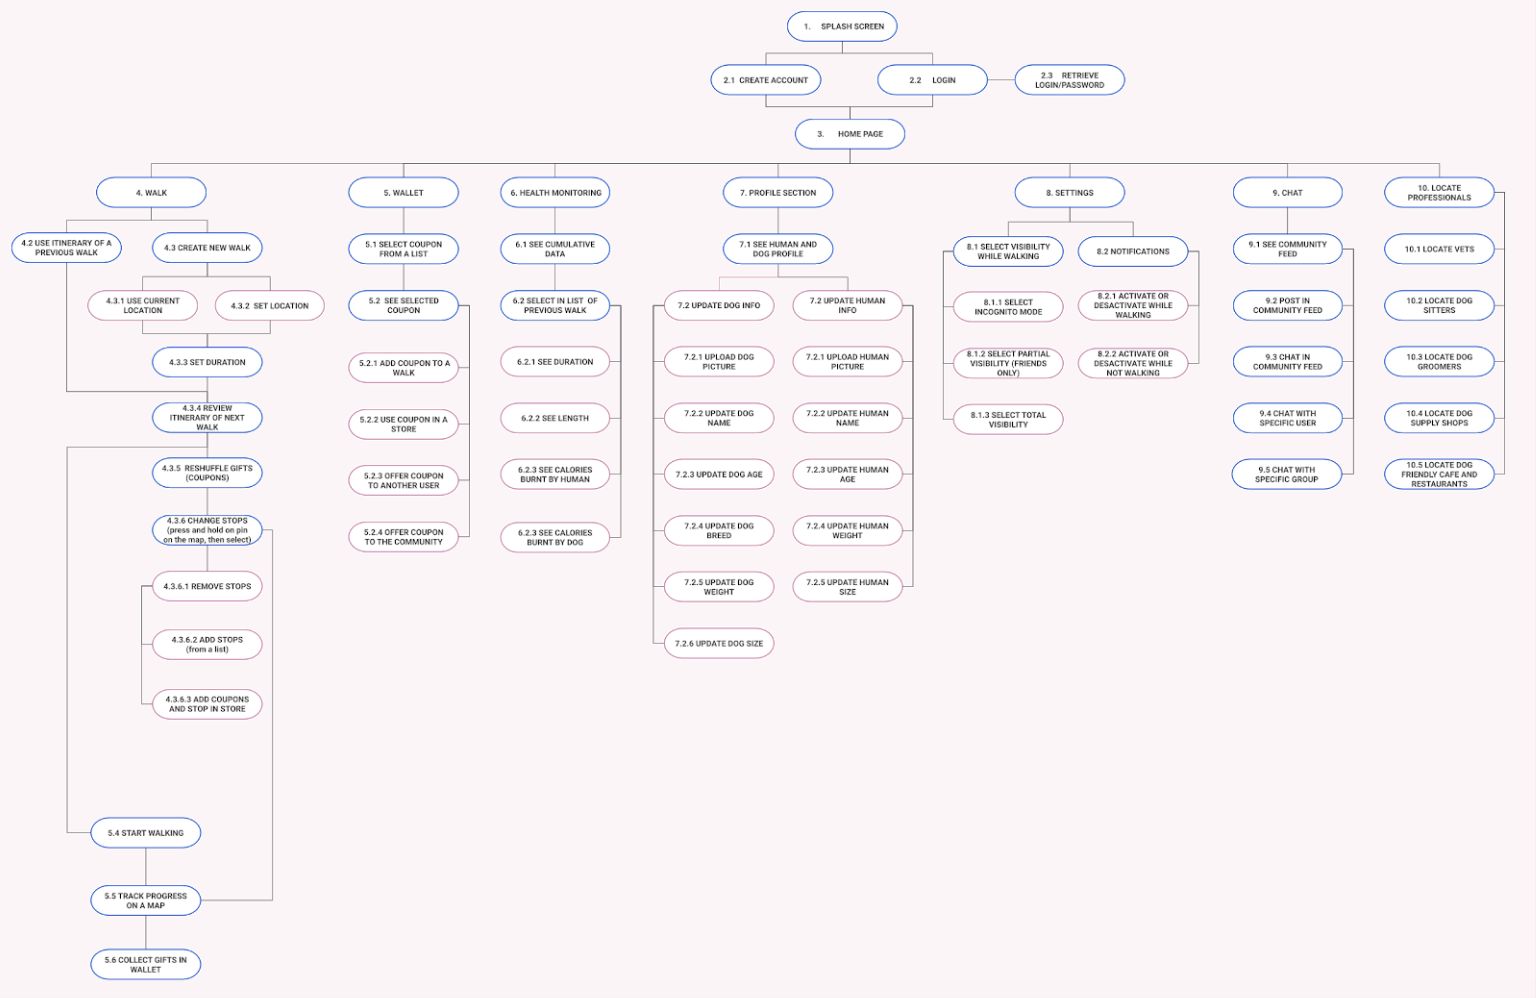 1. SPLASH SCREEN
2.1 CREATE ACCOUNT
2.2 LOGIN
2.3 RETRIEVE
LOGIN/PASSWORD
3. HOME PAGE
4. WALK
4.2 USE ITINERARY OF A
PREVIOUS WALK
4.3 CREATE NEW WALK
4.3.1 USE CURRENT
LOCATION
4.3.2 SET LOCATION
4.3.3 SET DURATION
4.3.4 REVIEW
ITINERARY OF NEXT
WALK
4.3.5 RESHUFFLE GIFTS
(COUPONS)
4.3.6 CHANGE STOPS
(press and hold on pin
on the map, then select)
4.3.6.1 REMOVE STOPS
4.3.6.2 ADD STOPS
(from a list)
4.3.6.3 ADD COUPONS
AND STOP IN STORE
5.4 START WALKING
5.5 TRACK PROGRESS
ON A MAP
5.6 COLLECT GIFTS IN
WALLET
5. WALLET
5.1 SELECT COUPON
FROM A LIST
5.2 SEE SELECTED
COUPON
5.2.1 ADD COUPON TO A
WALK
5.2.2 USE COUPON IN A
STORE
5.2.3 OFFER COUPON
TO ANOTHER USER
5.2.4 OFFER COUPON
TO THE COMMUNITY
6. HEALTH MONITORING
6.1 SEE CUMULATIVE
DATA
6.2 SELECT IN LIST OF
PREVIOUS WALK
6.2.1 SEE DURATION
6.2.2 SEE LENGTH
6.2.3 SEE CALORIES
BURNT BY HUMAN
6.2.3 SEE CALORIES
BURNT BY DOG
7. PROFILE SECTION
7.1 SEE HUMAN AND
DOG PROFILE
7.2 UPDATE DOG INFO
7.2.1 UPLOAD DOG
PICTURE
7.2.2 UPDATE DOG
NAME
7.2.3 UPDATE DOG AGE
7.2.4 UPDATE DOG
BREED
7.2.5 UPDATE DOG
WEIGHT
7.2.6 UPDATE DOG SIZE
7.2 UPDATE HUMAN
INFO
7.2.1 UPLOAD HUMAN
PICTURE
7.2.2 UPDATE HUMAN
NAME
7.2.3 UPDATE HUMAN
AGE
7.2.4 UPDATE HUMAN
WEIGHT
7.2.5 UPDATE HUMAN
SIZE
8. SETTINGS
8.1 SELECT VISIBILITY
WHILE WALKING
8.1.1 SELECT
INCOGNITO MODE
8.1.2 SELECT PARTIAL
VISIBILITY (FRIENDS
ONLY)
8.1.3 SELECT TOTAL
VISIBILITY
8.2 NOTIFICATIONS
8.2.1 ACTIVATE OR
DESACTIVATE WHILE
WALKING
8.2.2 ACTIVATE OR
DESACTIVATE WHILE
NOT WALKING
9. CHAT
9.1 SEE COMMUNITY
FEED
9.2 POST IN
COMMUNITY FEED
9.3 CHAT IN
COMMUNITY FEED
9.4 CHAT WITH
SPECIFIC USER
9.5 CHAT WITH
SPECIFIC GROUP
10. LOCATE
PROFESSIONALS
10.1 LOCATE VETS
10.2 LOCATE DOG
SITTERS
10.3 LOCATE DOG
GROOMERS
10.4 LOCATE DOG
SUPPLY SHOPS
10.5 LOCATE DOG
FRIENDLY CAFE AND
RESTAURANTS